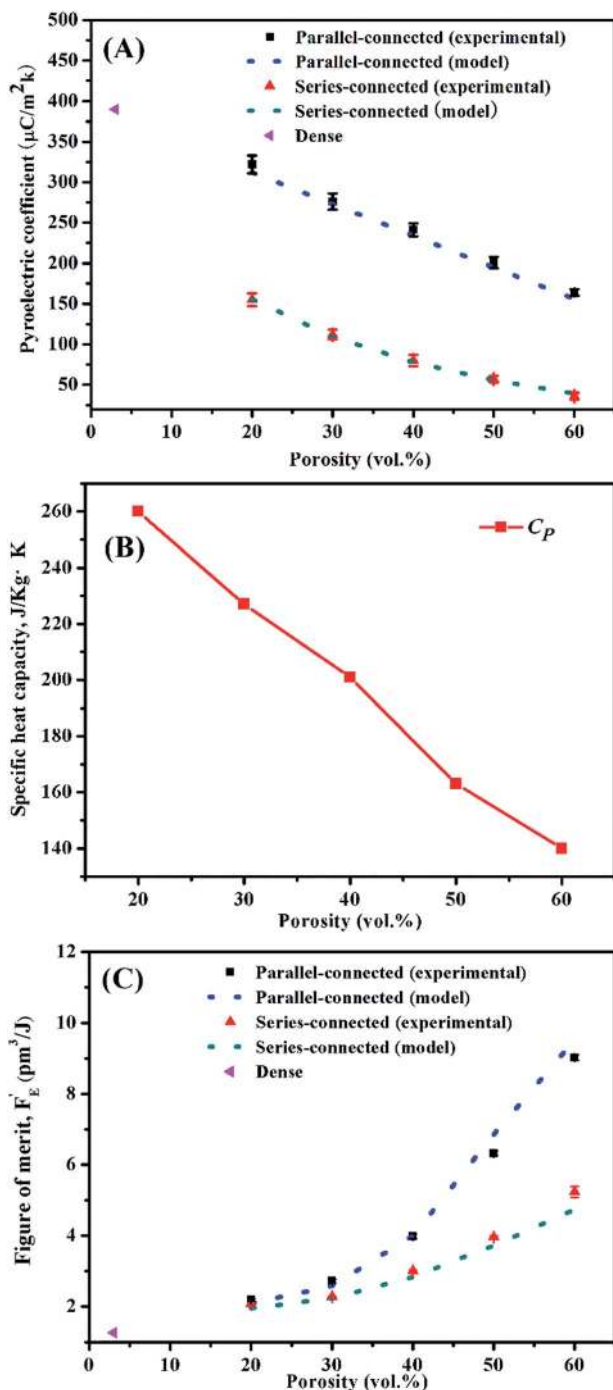 (A)
Parallel-connected (experimental)
Parallel-connected (model)
Series-connected (experimental)
Series-connected (model)
Dense
Pyroelectric coefficient (μC/m²k)
500
450
400
350
300
250
200
150
100
50
0 10 20 30 40 50 60
Porosity (vol.%)
(B)
C_P
Specific heat capacity, J/Kg· K
260
240
220
200
180
160
140
20 30 40 50 60
Porosity (vol.%)
(C)
Parallel-connected (experimental)
Parallel-connected (model)
Series-connected (experimental)
Series-connected (model)
Dense
Figure of merit, F'_E (pm³/J)
12
10
8
6
4
2
0 10 20 30 40 50 60
Porosity (vol.%)